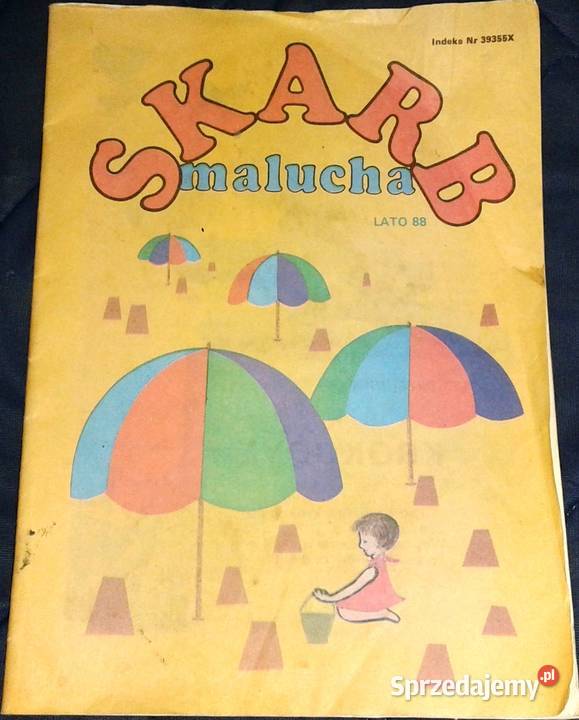 Indeks Nr 39355X
SKARB
malucha
LATO 88
Sprzedajemy.pl